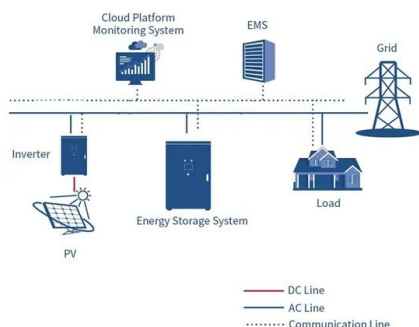 Cloud Platform
Monitoring System
EMS
Grid
Inverter
Energy Storage System
Load
PV
DC Line
AC Line
Communication Line